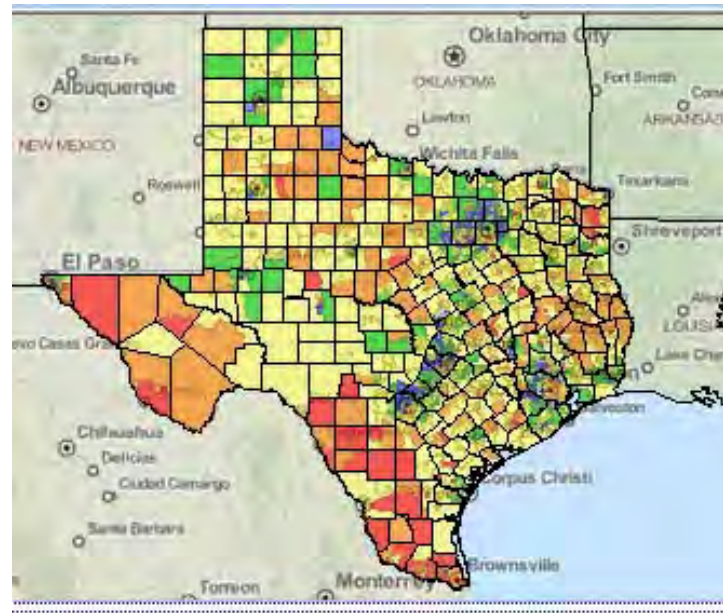 Oklahoma City
Santa Fe
Albuquerque
OKLAHOMA
Fort Smith
ARKANSAS
Lawton
NEW MEXICO
Wichita Falls
Roswell
Texarkana
Shreveport
El Paso
Lake
Chihuahua
Delicias
Corpus Christi
Ciudad Camargo
Santa Barbara
Brownsville
Torreon
Monterrey